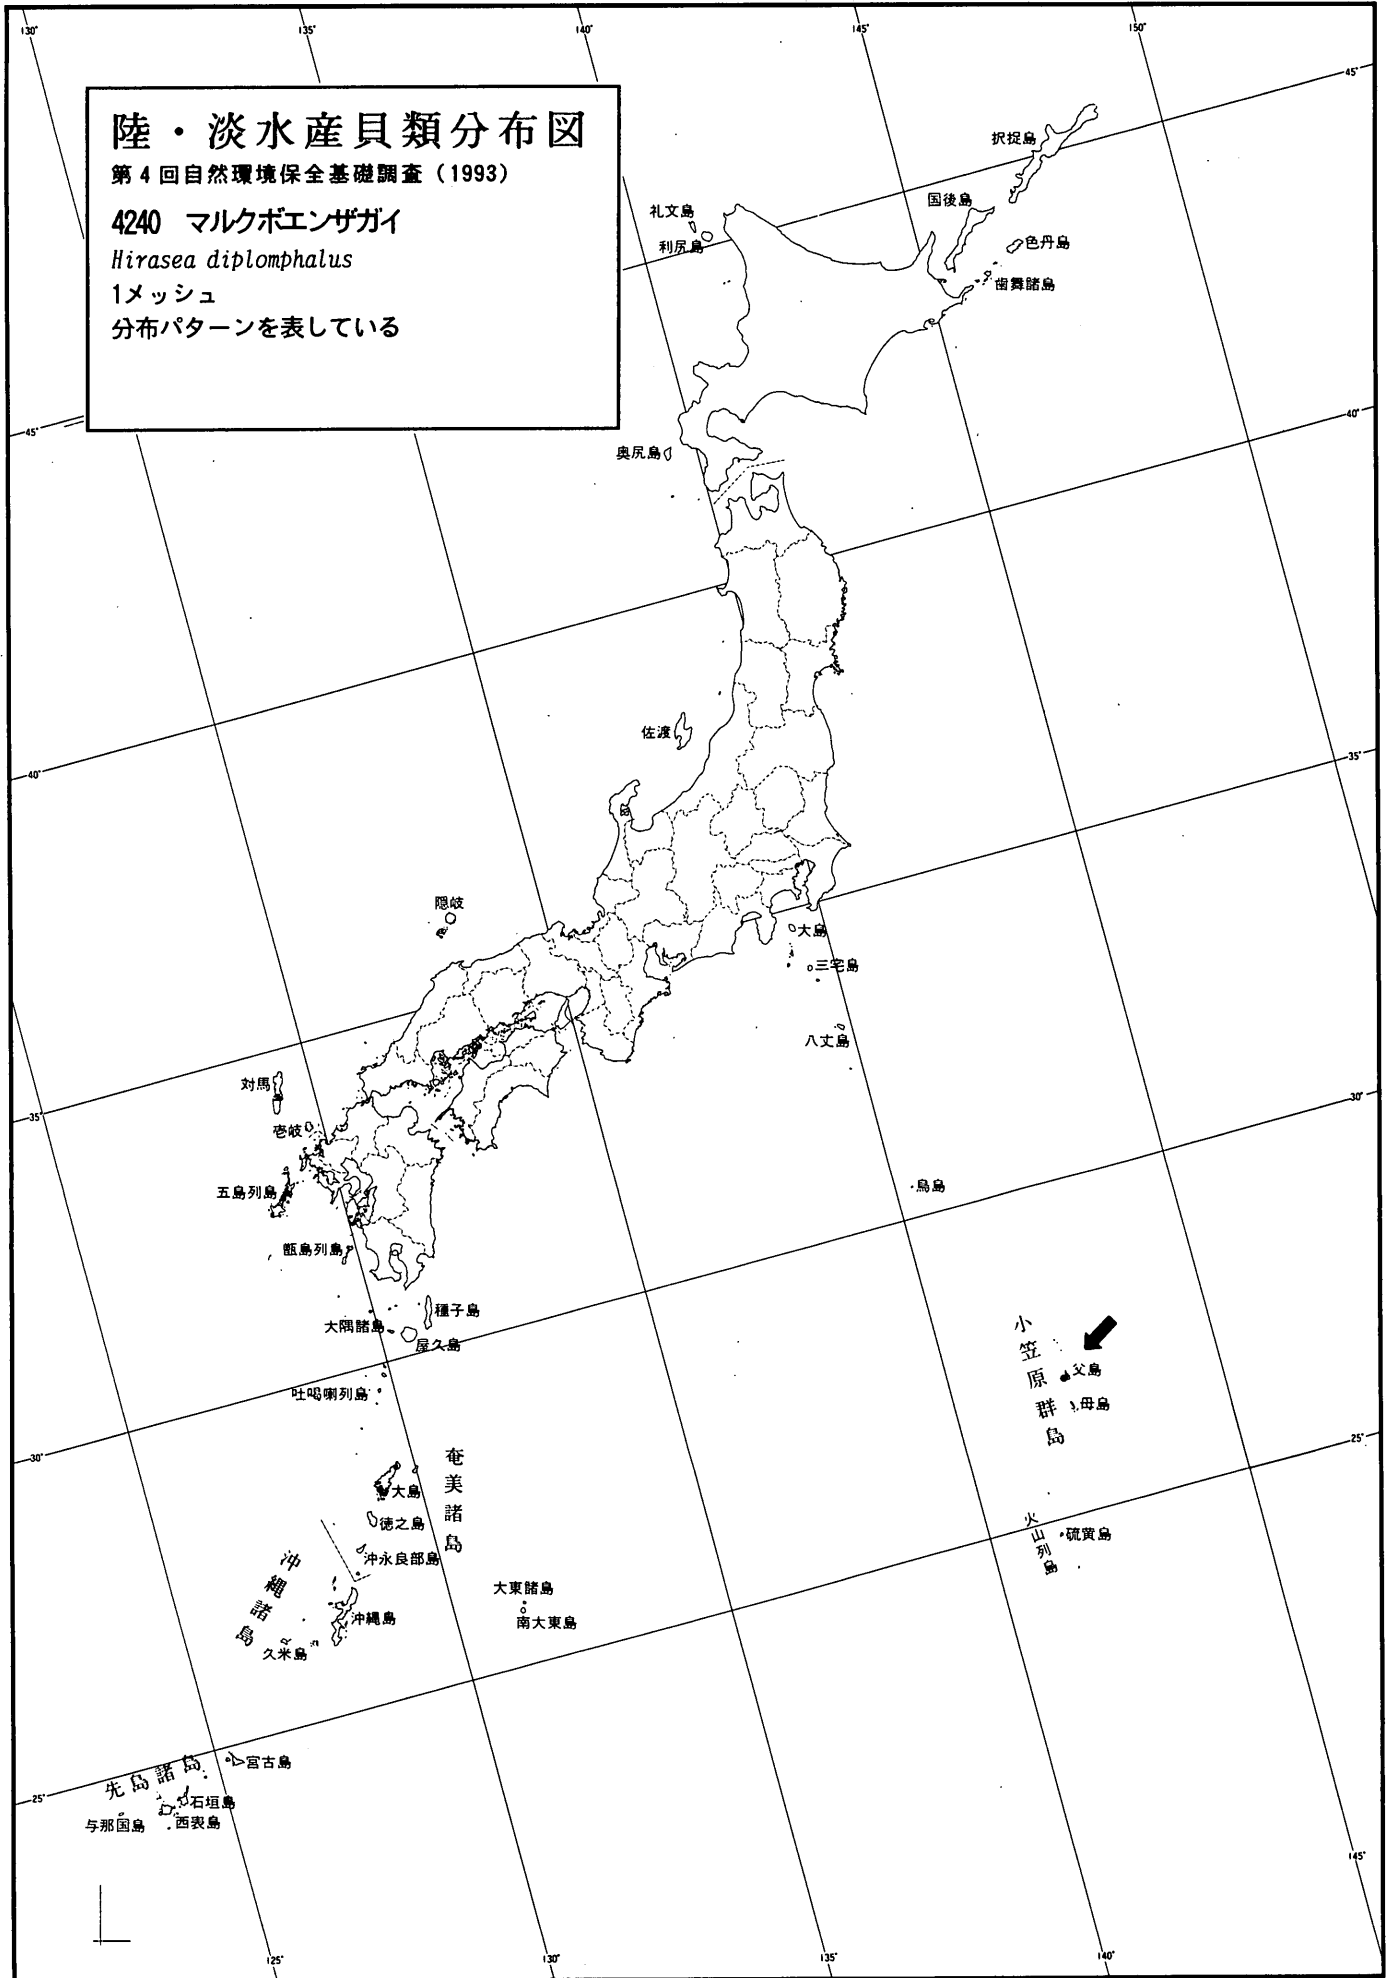 130°
135°
140°
145°
150°
陸・淡水産貝類分布図
第4回自然環境保全基礎調査（1993）
4240 マルクボエンザガイ
Hirasea diplomphalus
1メッシュ
分布パターンを表している
45°
択捉島
国後島
礼文島
利尻島
色丹島
歯舞諸島
45°
40°
奥尻島
佐渡
40°
35°
隠岐
大島
三宅島
八丈島
対馬
35°
壱岐
30°
五島列島
鳥島
甑島列島
種子島
大隅諸島
屋久島
吐喝喇列島
小笠原群島
父島
母島
30°
25°
奄美諸島
大島
徳之島
沖永良部島
火山列島
硫黄島
沖縄諸島
沖縄島
久米島
大東諸島
南大東島
先島諸島
宮古島
25°
石垣島
西表島
与那国島
145°
125°
130°
135°
140°